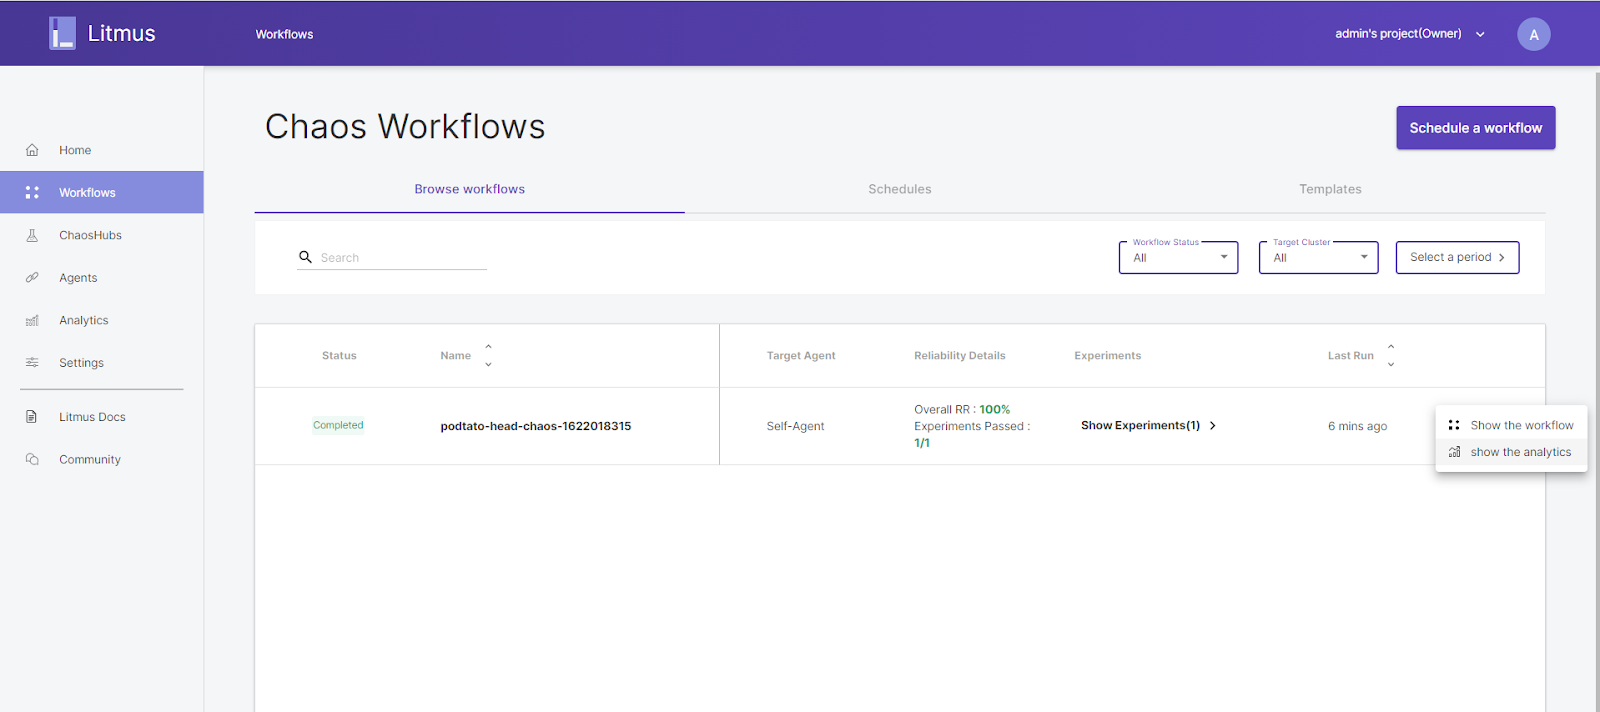 Litmus
Workflows
admin's project(Owner)
A
Home
Workflows
ChaosHubs
Agents
Analytics
Settings
Litmus Docs
Community
Chaos Workflows
Schedule a workflow
Browse workflows
Schedules
Templates
Search
Workflow Status
All
Target Cluster
All
Select a period
Status
Name
Target Agent
Reliability Details
Experiments
Last Run
Completed
podtato-head-chaos-1622018315
Self-Agent
Overall RR : 100%
Experiments Passed :
1/1
Show Experiments(1)
6 mins ago
Show the workflow
show the analytics